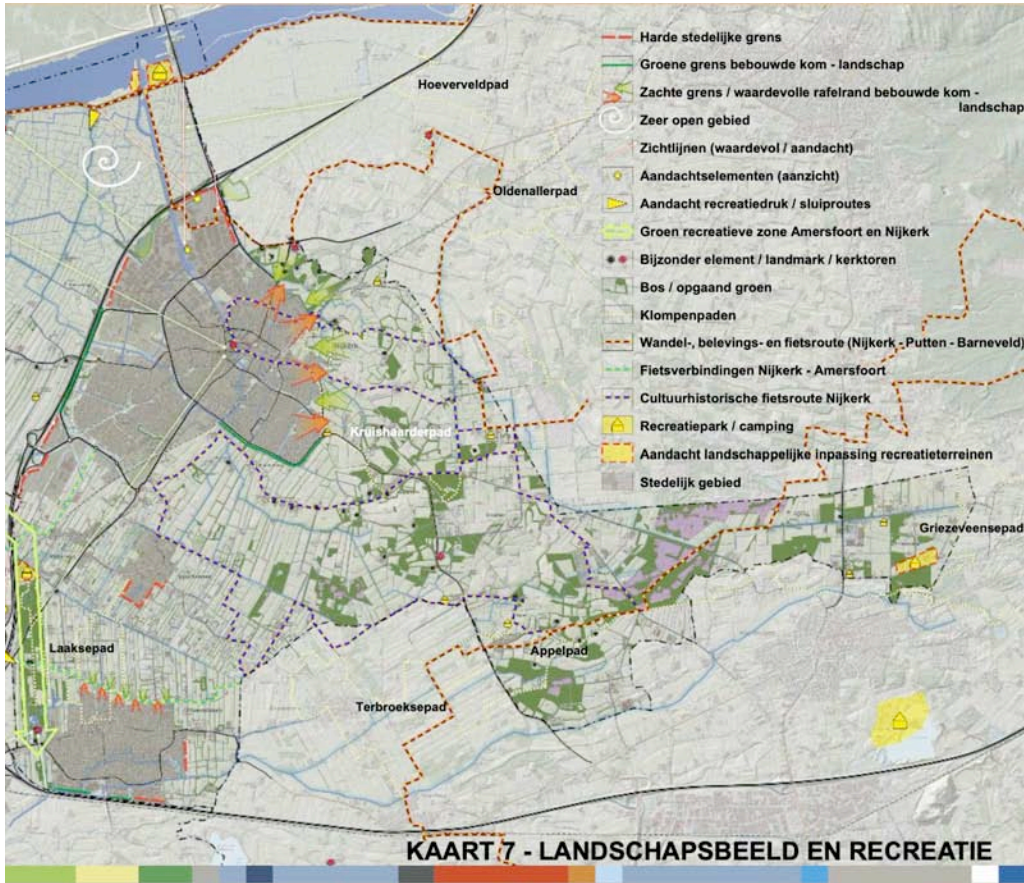 Harde stedelijke grens
Groene grens bebouwde kom - landschap
Zachte grens / waardevolle rafelrand bebouwde kom -
landschap
Zeer open gebied
Zichtlijnen (waardevol / aandacht)
Aandachtselementen (aanzicht)
Aandacht recreatiedruk / sluiproutes
Groen recreatieve zone Amersfoort en Nijkerk
Bijzonder element / landmark / kerktoren
Bos / opgaand groen
Klompenpaden
Wandel-, belevings- en fietsroute (Nijkerk - Putten - Barneveld)
Fietsverbindingen Nijkerk - Amersfoort
Cultuurhistorische fietsroute Nijkerk
Recreatiepark / camping
Aandacht landschappelijke inpassing recreatieterreinen
Stedelijk gebied
Hoeverveldpad
Oldenallerpad
Kruishaarderpad
Griezeveensepad
Laaksepad
Appelpad
Terbroeksepad
KAART 7 - LANDSCHAPSBEELD EN RECREATIE